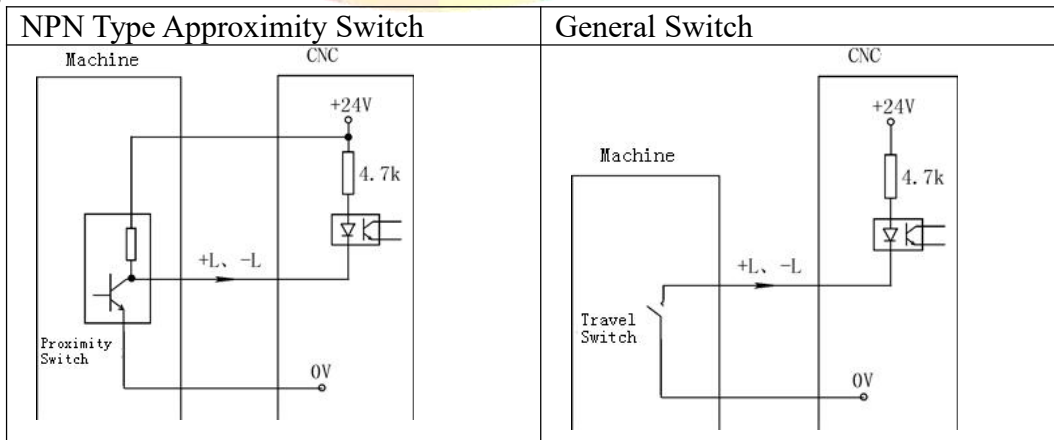 NPN Type Approximity Switch
General Switch
Machine
CNC
+24V
4.7k
+L、-L
Proximity
Switch
0V
CNC
+24V
Machine
4.7k
+L、-L
Travel
Switch
0V